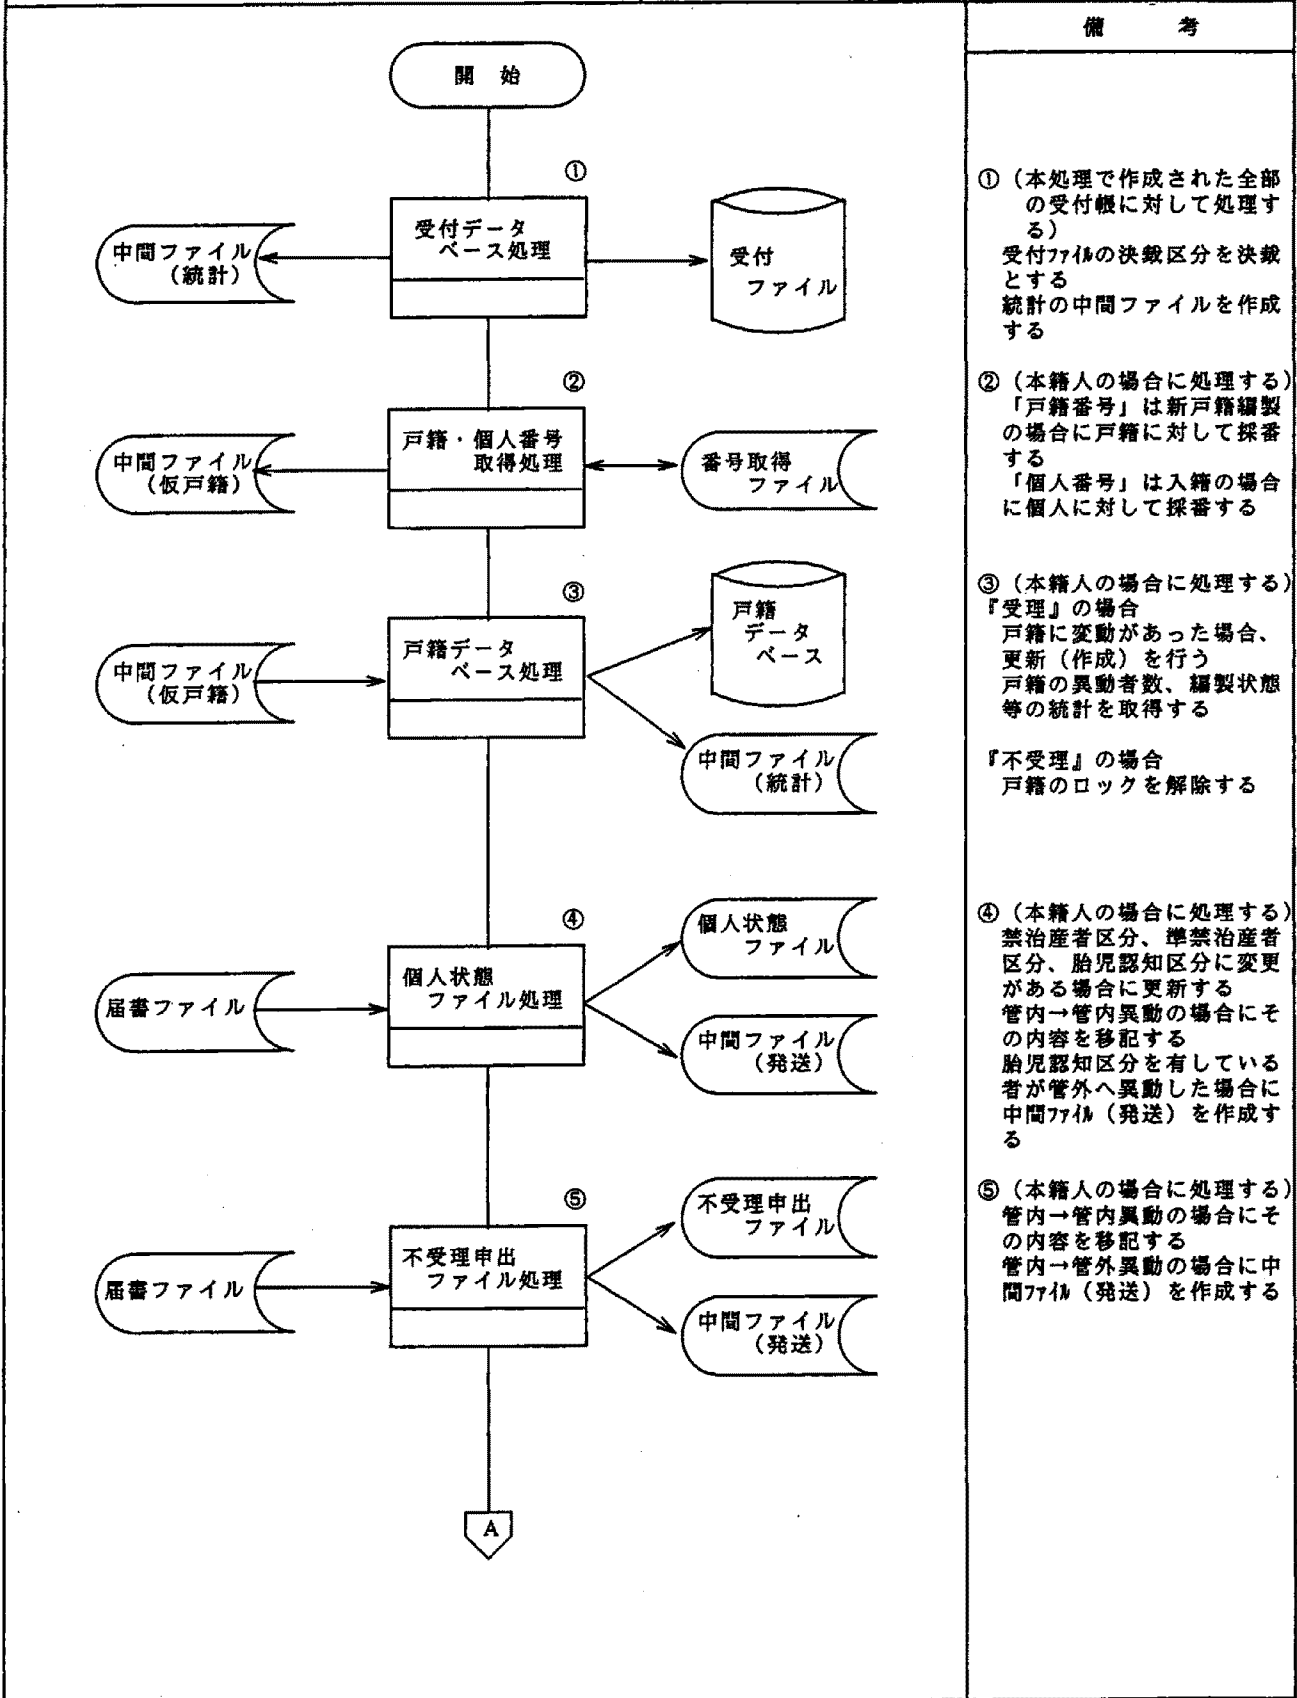 備 考
開 始
①
受付データ
ベース処理
中間ファイル
(統計)
受付
ファイル
①(本処理で作成された全部
の受付帳に対して処理す
る)
受付ファイルの決裁区分を決裁
とする
統計の中間ファイルを作成
する
②
戸籍・個人番号
取得処理
中間ファイル
(仮戸籍)
番号取得
ファイル
②(本籍人の場合に処理する)
「戸籍番号」は新戸籍編製
の場合に戸籍に対して採番
する
「個人番号」は入籍の場合
に個人に対して採番する
③
戸籍データ
ベース処理
中間ファイル
(仮戸籍)
戸籍
データ
ベース
中間ファイル
(統計)
③(本籍人の場合に処理する)
『受理』の場合
戸籍に変動があった場合、
更新(作成)を行う
戸籍の異動者数、編製状態
等の統計を取得する
『不受理』の場合
戸籍のロックを解除する
④
個人状態
ファイル処理
届書ファイル
個人状態
ファイル
中間ファイル
(発送)
④(本籍人の場合に処理する)
禁治産者区分、準禁治産者
区分、胎児認知区分に変更
がある場合に更新する
管内→管内異動の場合にそ
の内容を移記する
胎児認知区分を有している
者が管外へ異動した場合に
中間ファイル(発送)を作成す
る
⑤
不受理申出
ファイル処理
届書ファイル
不受理申出
ファイル
中間ファイル
(発送)
⑤(本籍人の場合に処理する)
管内→管内異動の場合にそ
の内容を移記する
管内→管外異動の場合に中
間ファイル(発送)を作成する
A